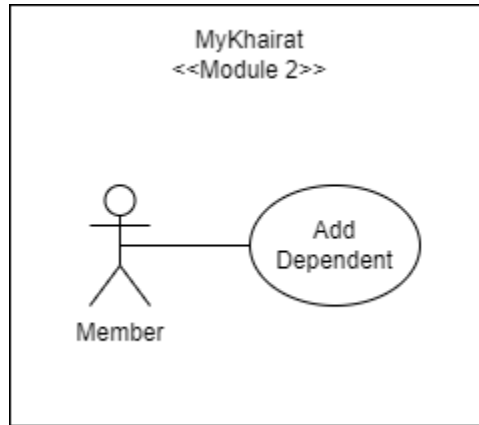 MyKhairat
<<Module 2>>
Add
Dependent
Member